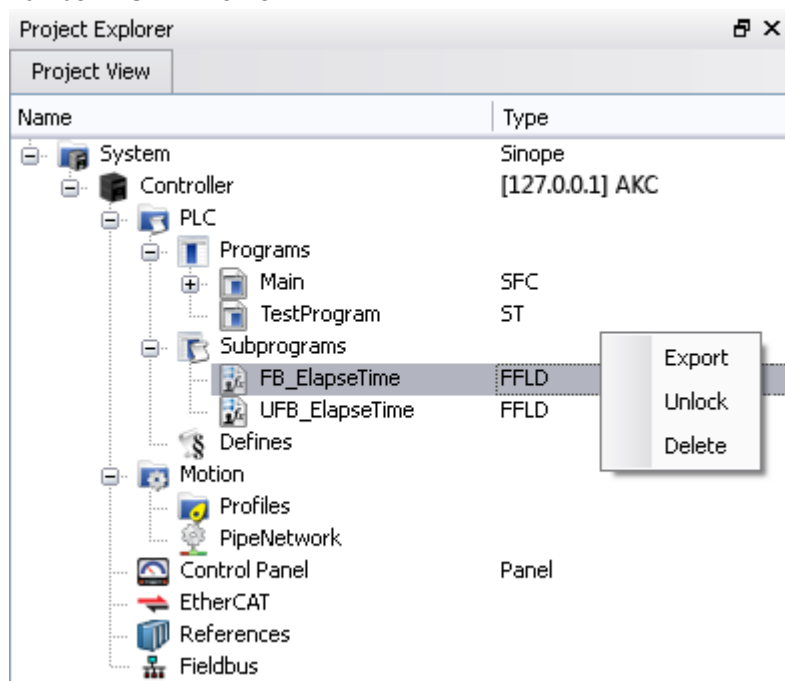 Project Explorer
Project View
Name Type
System Sinope
Controller [127.0.0.1] AKC
PLC
Programs
Main SFC
TestProgram ST
Subprograms
FB_ElapseTime FFLD
UFB_ElapseTime FFLD
Defines
Motion
Profiles
PipeNetwork
Control Panel Panel
EtherCAT
References
Fieldbus
Export
Unlock
Delete